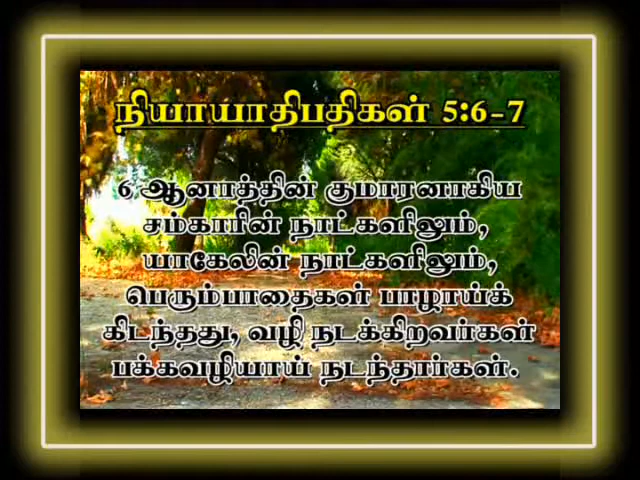 நியாயாதிபதிகள் 5:6-7
6 ஆனாத்தின் குமாரனாகிய
சம்காரின் நாட்களிலும்,
யாகேலின் நாட்களிலும்,
பெரும்பாதைகள் பாழாய்க்
கிடந்தது, வழி நடக்கிறவர்கள்
பக்கவழியாய் நடந்தார்கள்.